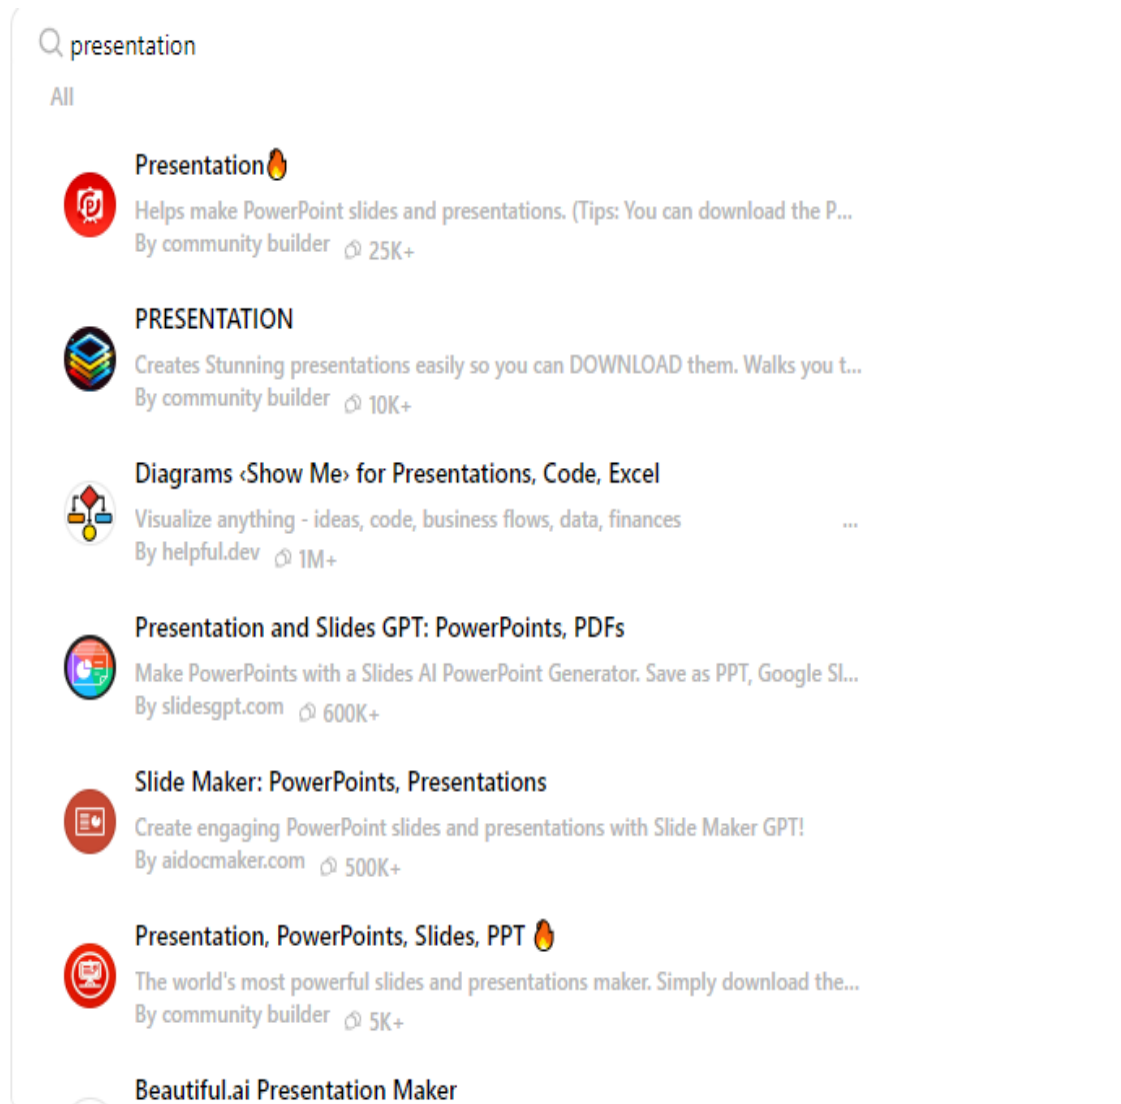 presentation
All
Presentation🔥
Helps make PowerPoint slides and presentations. (Tips: You can download the P...
By community builder 25K+
PRESENTATION
Creates Stunning presentations easily so you can DOWNLOAD them. Walks you t...
By community builder 10K+
Diagrams ‹Show Me› for Presentations, Code, Excel
Visualize anything - ideas, code, business flows, data, finances ...
By helpful.dev 1M+
Presentation and Slides GPT: PowerPoints, PDFs
Make PowerPoints with a Slides AI PowerPoint Generator. Save as PPT, Google Sl...
By slidesgpt.com 600K+
Slide Maker: PowerPoints, Presentations
Create engaging PowerPoint slides and presentations with Slide Maker GPT!
By aidocmaker.com 500K+
Presentation, PowerPoints, Slides, PPT 🔥
The world's most powerful slides and presentations maker. Simply download the...
By community builder 5K+
Beautiful.ai Presentation Maker